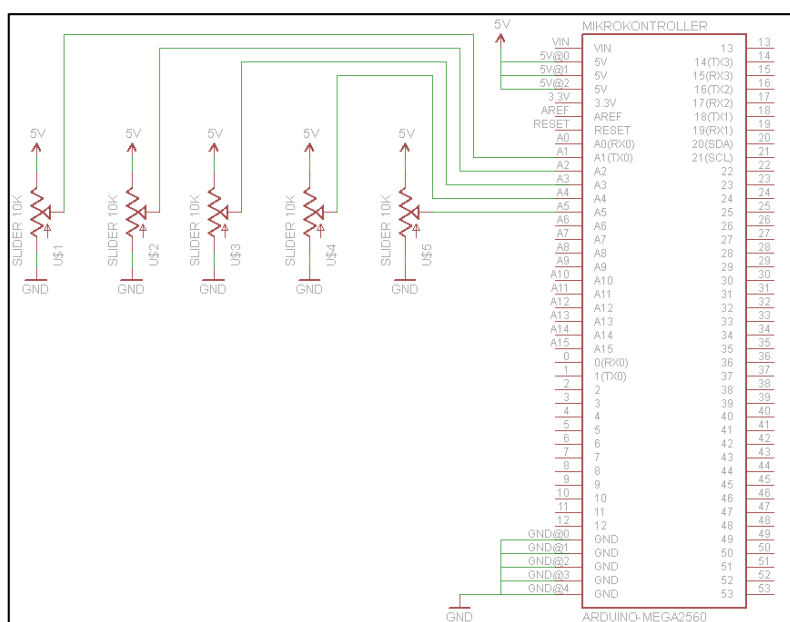 MIKROKONTROLLER
5V
VIN VIN 13 13
5V@0 5V 14(TX3) 14
5V@1 5V 15(RX3) 15
5V@2 5V 16(TX2) 16
3.3V 3.3V 17(RX2) 17
AREF AREF 18(TX1) 18
RESET RESET 19(RX1) 19
A0 A0(RX0) 20(SDA) 20
A1 A1(TX0) 21(SCL) 21
A2 A2 22 22
A3 A3 23 23
A4 A4 24 24
A5 A5 25 25
A6 A6 26 26
A7 A7 27 27
A8 A8 28 28
A9 A9 29 29
A10 A10 30 30
A11 A11 31 31
A12 A12 32 32
A13 A13 33 33
A14 A14 34 34
A15 A15 35 35
0 0(RX0) 36 36
1 1(TX0) 37 37
2 2 38 38
3 3 39 39
4 4 40 40
5 5 41 41
6 6 42 42
7 7 43 43
8 8 44 44
9 9 45 45
10 10 46 46
11 11 47 47
12 12 48 48
GND@0 GND 49 49
GND@1 GND 50 50
GND@2 GND 51 51
GND@3 GND 52 52
GND@4 GND 53 53
GND
ARDUINO-MEGA2560
5V 5V 5V 5V 5V
SLIDER 10K U$1
SLIDER 10K U$2
SLIDER 10K U$3
SLIDER 10K U$4
SLIDER 10K U$5
GND GND GND GND GND